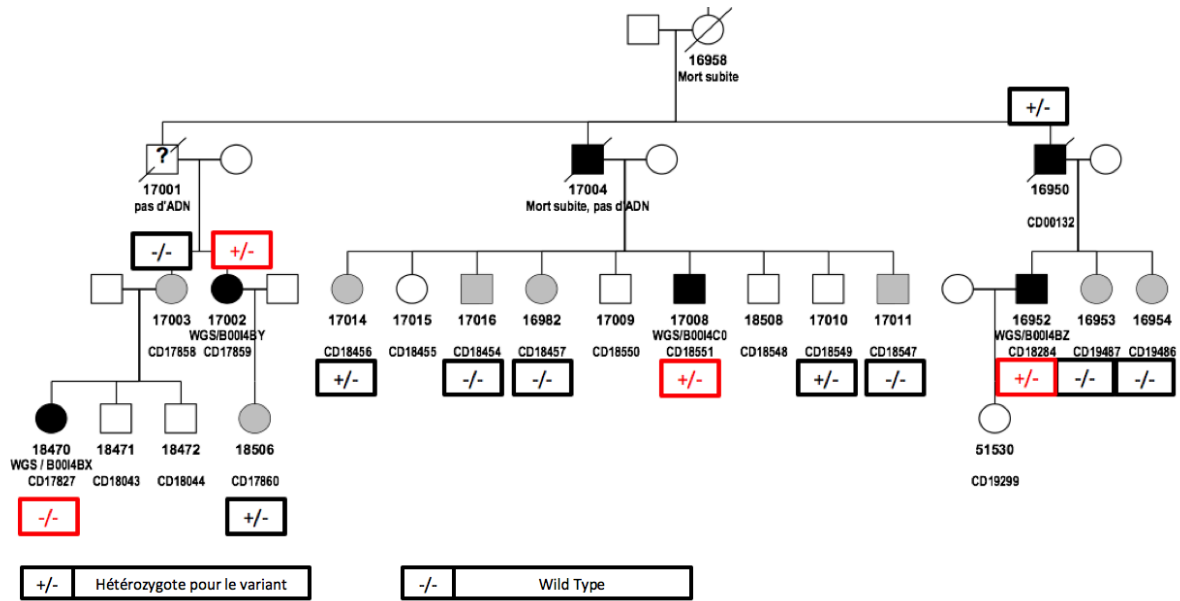 16958
Mort subite
+/-
?
17001
pas d'ADN
17004
Mort subite, pas d'ADN
16950
CD00132
-/-
+/-
17003
CD17858
17002
WGS/B00I4BY
CD17859
17014
CD18456
+/-
17015
CD18455
17016
CD18454
-/-
16982
CD18457
-/-
17009
CD18550
17008
WGS/B00I4C0
CD18551
+/-
18508
CD18548
17010
CD18549
+/-
17011
CD18547
-/-
16952
WGS/B00I4BZ
CD18284
+/-
16953
CD19487
-/-
16954
CD19486
-/-
18470
WGS / B00I4BX
CD17827
-/-
18471
CD18043
18472
CD18044
18506
CD17860
+/-
51530
CD19299
+/- Hétérozygote pour le variant
-/- Wild Type